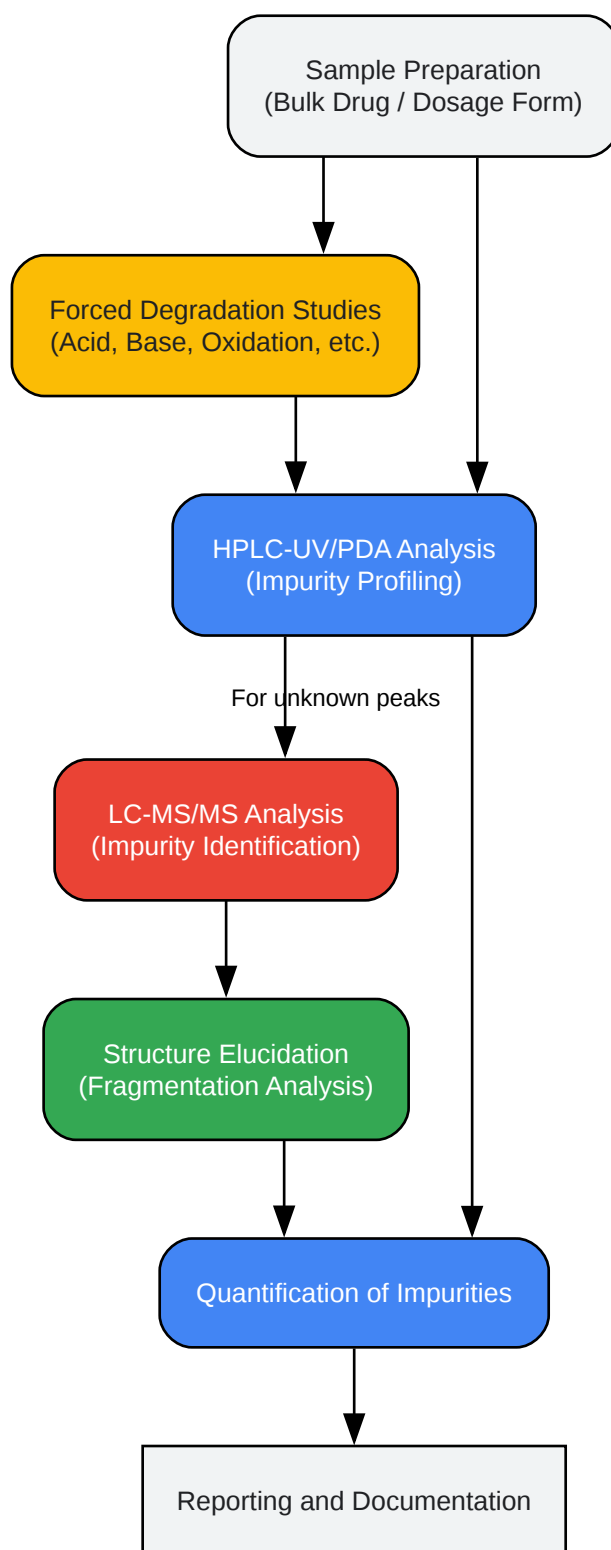 Sample Preparation
(Bulk Drug / Dosage Form)
Forced Degradation Studies
(Acid, Base, Oxidation, etc.)
HPLC-UV/PDA Analysis
(Impurity Profiling)
For unknown peaks
LC-MS/MS Analysis
(Impurity Identification)
Structure Elucidation
(Fragmentation Analysis)
Quantification of Impurities
Reporting and Documentation